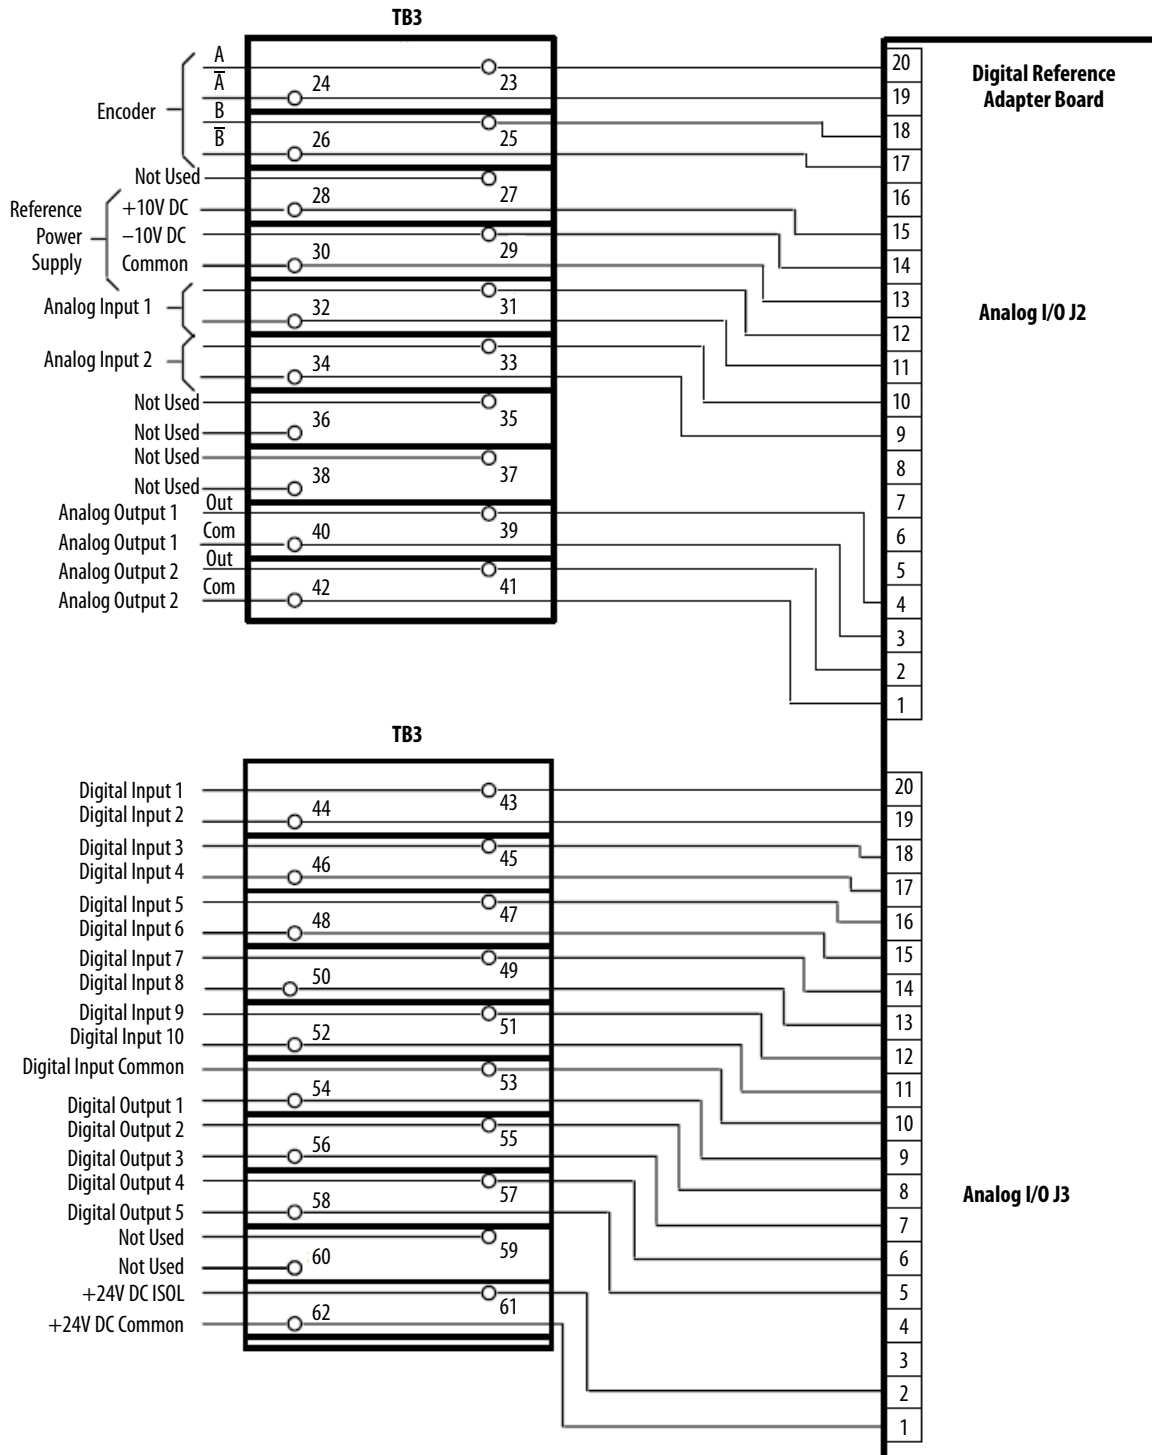 TB3
A
A̅
B
B̅
Encoder
Not Used
Reference
Power
Supply
+10V DC
–10V DC
Common
Analog Input 1
Analog Input 2
Not Used
Not Used
Not Used
Not Used
Analog Output 1 Out
Analog Output 1 Com
Analog Output 2 Out
Analog Output 2 Com
24 23
26 25
28 27
30 29
32 31
34 33
36 35
38 37
40 39
42 41
20
19
18
17
16
15
14
13
12
11
10
9
8
7
6
5
4
3
2
1
Digital Reference
Adapter Board
Analog I/O J2
TB3
Digital Input 1
Digital Input 2
Digital Input 3
Digital Input 4
Digital Input 5
Digital Input 6
Digital Input 7
Digital Input 8
Digital Input 9
Digital Input 10
Digital Input Common
Digital Output 1
Digital Output 2
Digital Output 3
Digital Output 4
Digital Output 5
Not Used
Not Used
+24V DC ISOL
+24V DC Common
44 43
46 45
48 47
50 49
52 51
54 53
56 55
58 57
60 59
62 61
20
19
18
17
16
15
14
13
12
11
10
9
8
7
6
5
4
3
2
1
Analog I/O J3